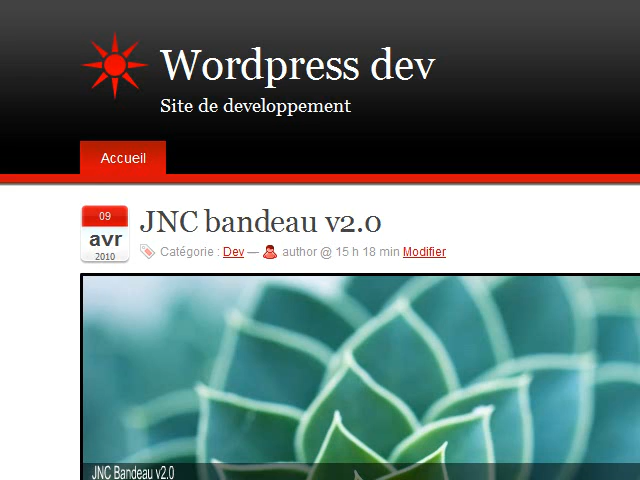 Wordpress dev
Site de developpement
Accueil
09
avr
2010
JNC bandeau v2.0
Catégorie : Dev — author @ 15 h 18 min Modifier
JNC Bandeau v2.0